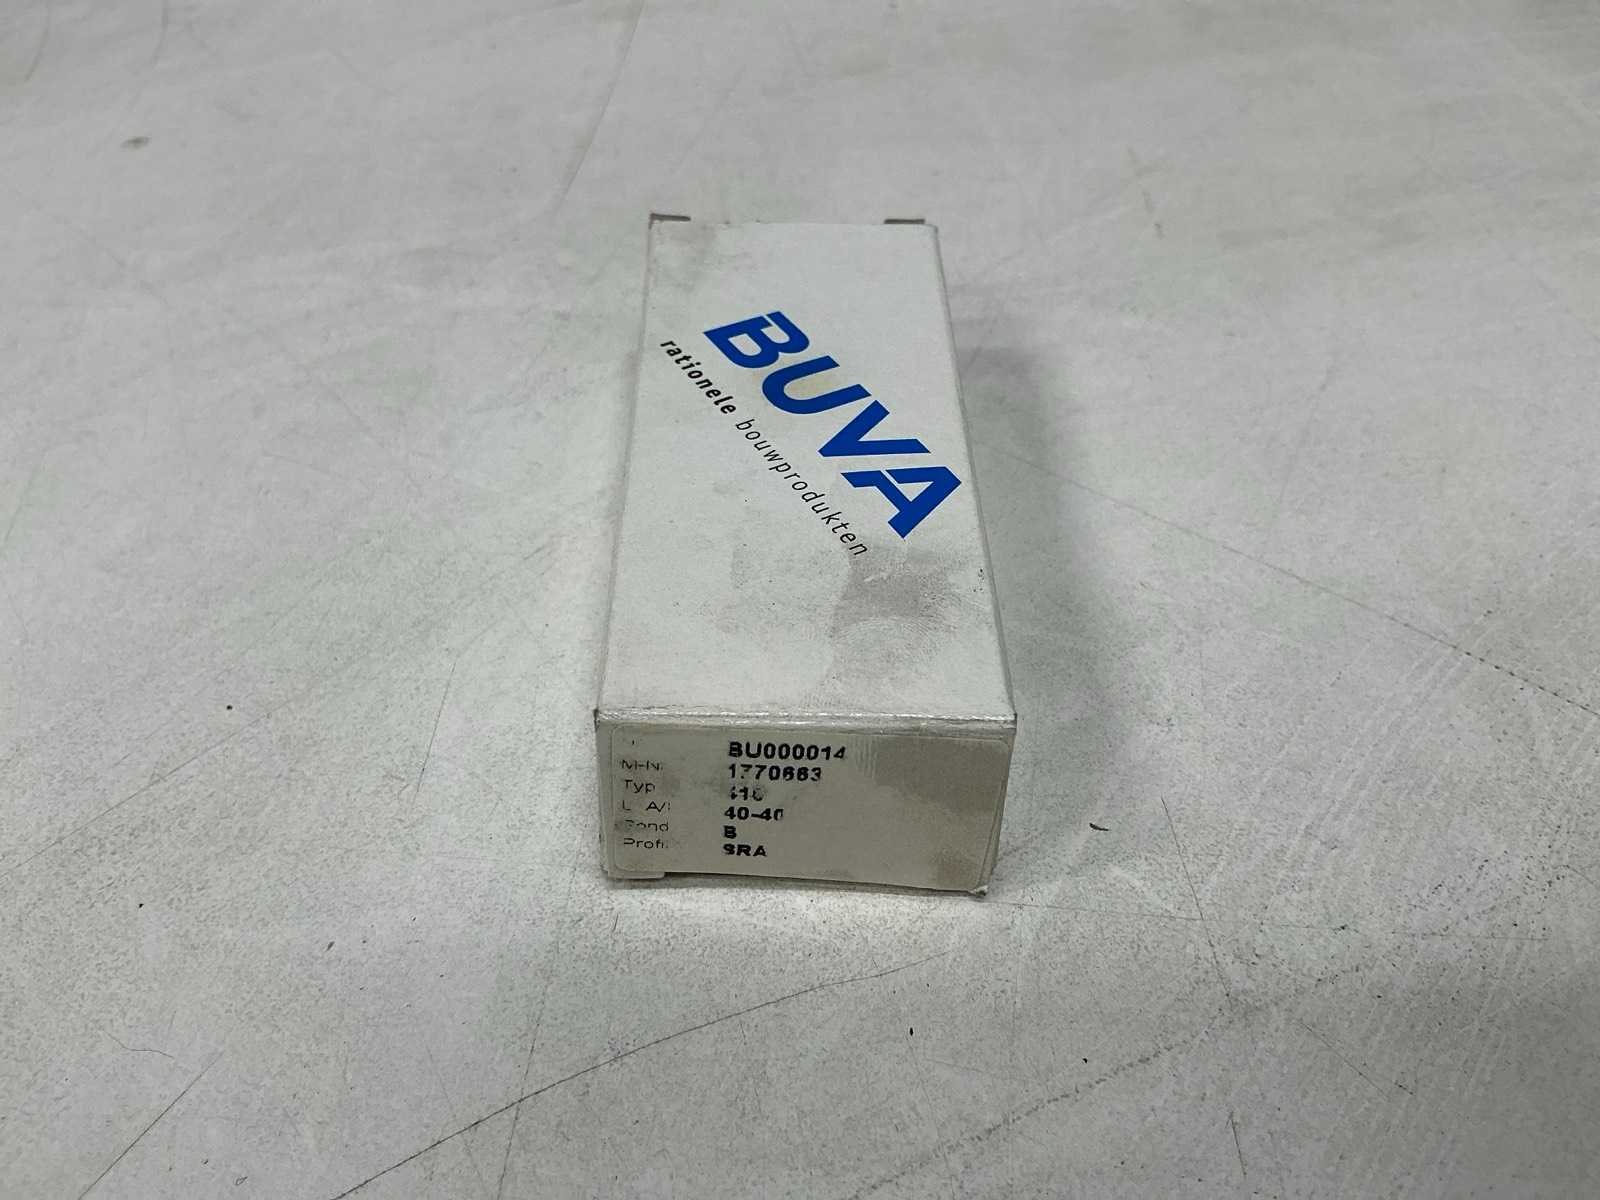 BUVA
rationele bouwprodukten
BU000014
1770663
40-40
B
SRA